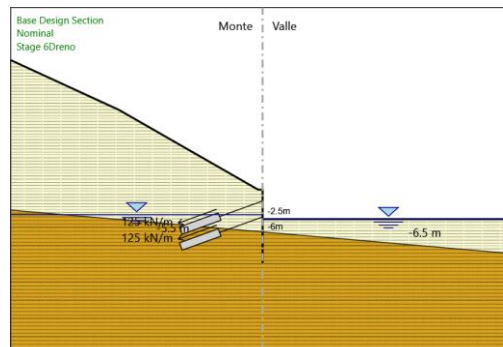 Base Design Section
Nominal
Stage 6Dreno
Monte
Valle
-2.5m
125 kN/m
-5.5 m
-6m
-6.5 m
125 kN/m